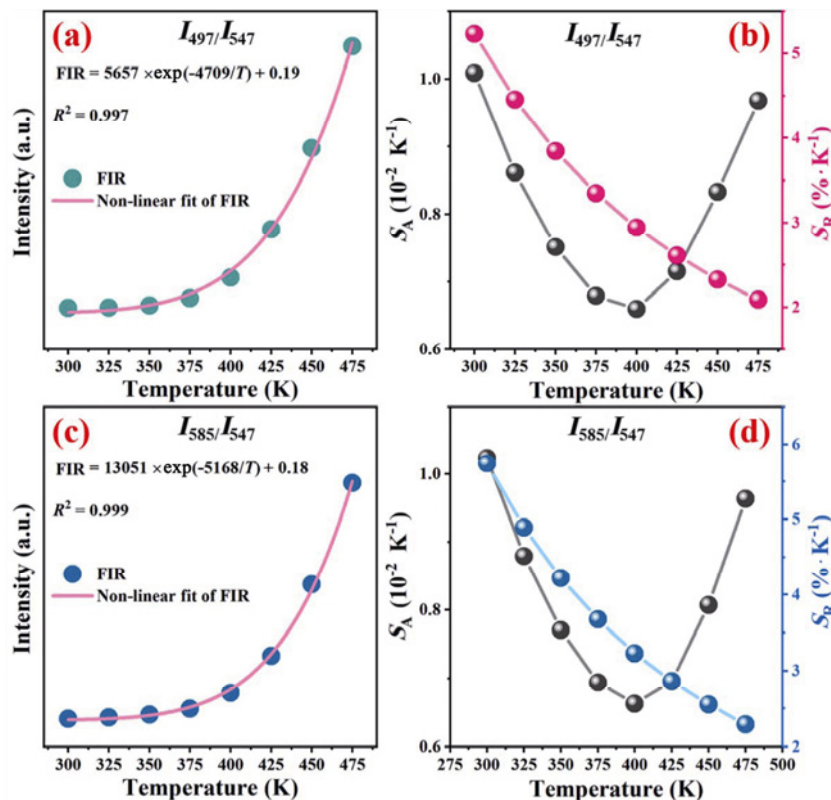 (a)
I497/I547
FIR = 5657 ×exp(-4709/T) + 0.19
R² = 0.997
FIR
Non-linear fit of FIR
Intensity (a.u.)
300 325 350 375 400 425 450 475
Temperature (K)
(b)
I497/I547
1.0
0.8
0.6
SA (10⁻² K⁻¹)
5
4
3
2
SR (%·K⁻¹)
300 325 350 375 400 425 450 475
Temperature (K)
(c)
I585/I547
FIR = 13051 ×exp(-5168/T) + 0.18
R² = 0.999
FIR
Non-linear fit of FIR
Intensity (a.u.)
300 325 350 375 400 425 450 475
Temperature (K)
(d)
I585/I547
1.0
0.8
0.6
SA (10⁻² K⁻¹)
6
5
4
3
2
SR (%·K⁻¹)
275 300 325 350 375 400 425 450 475 500
Temperature (K)